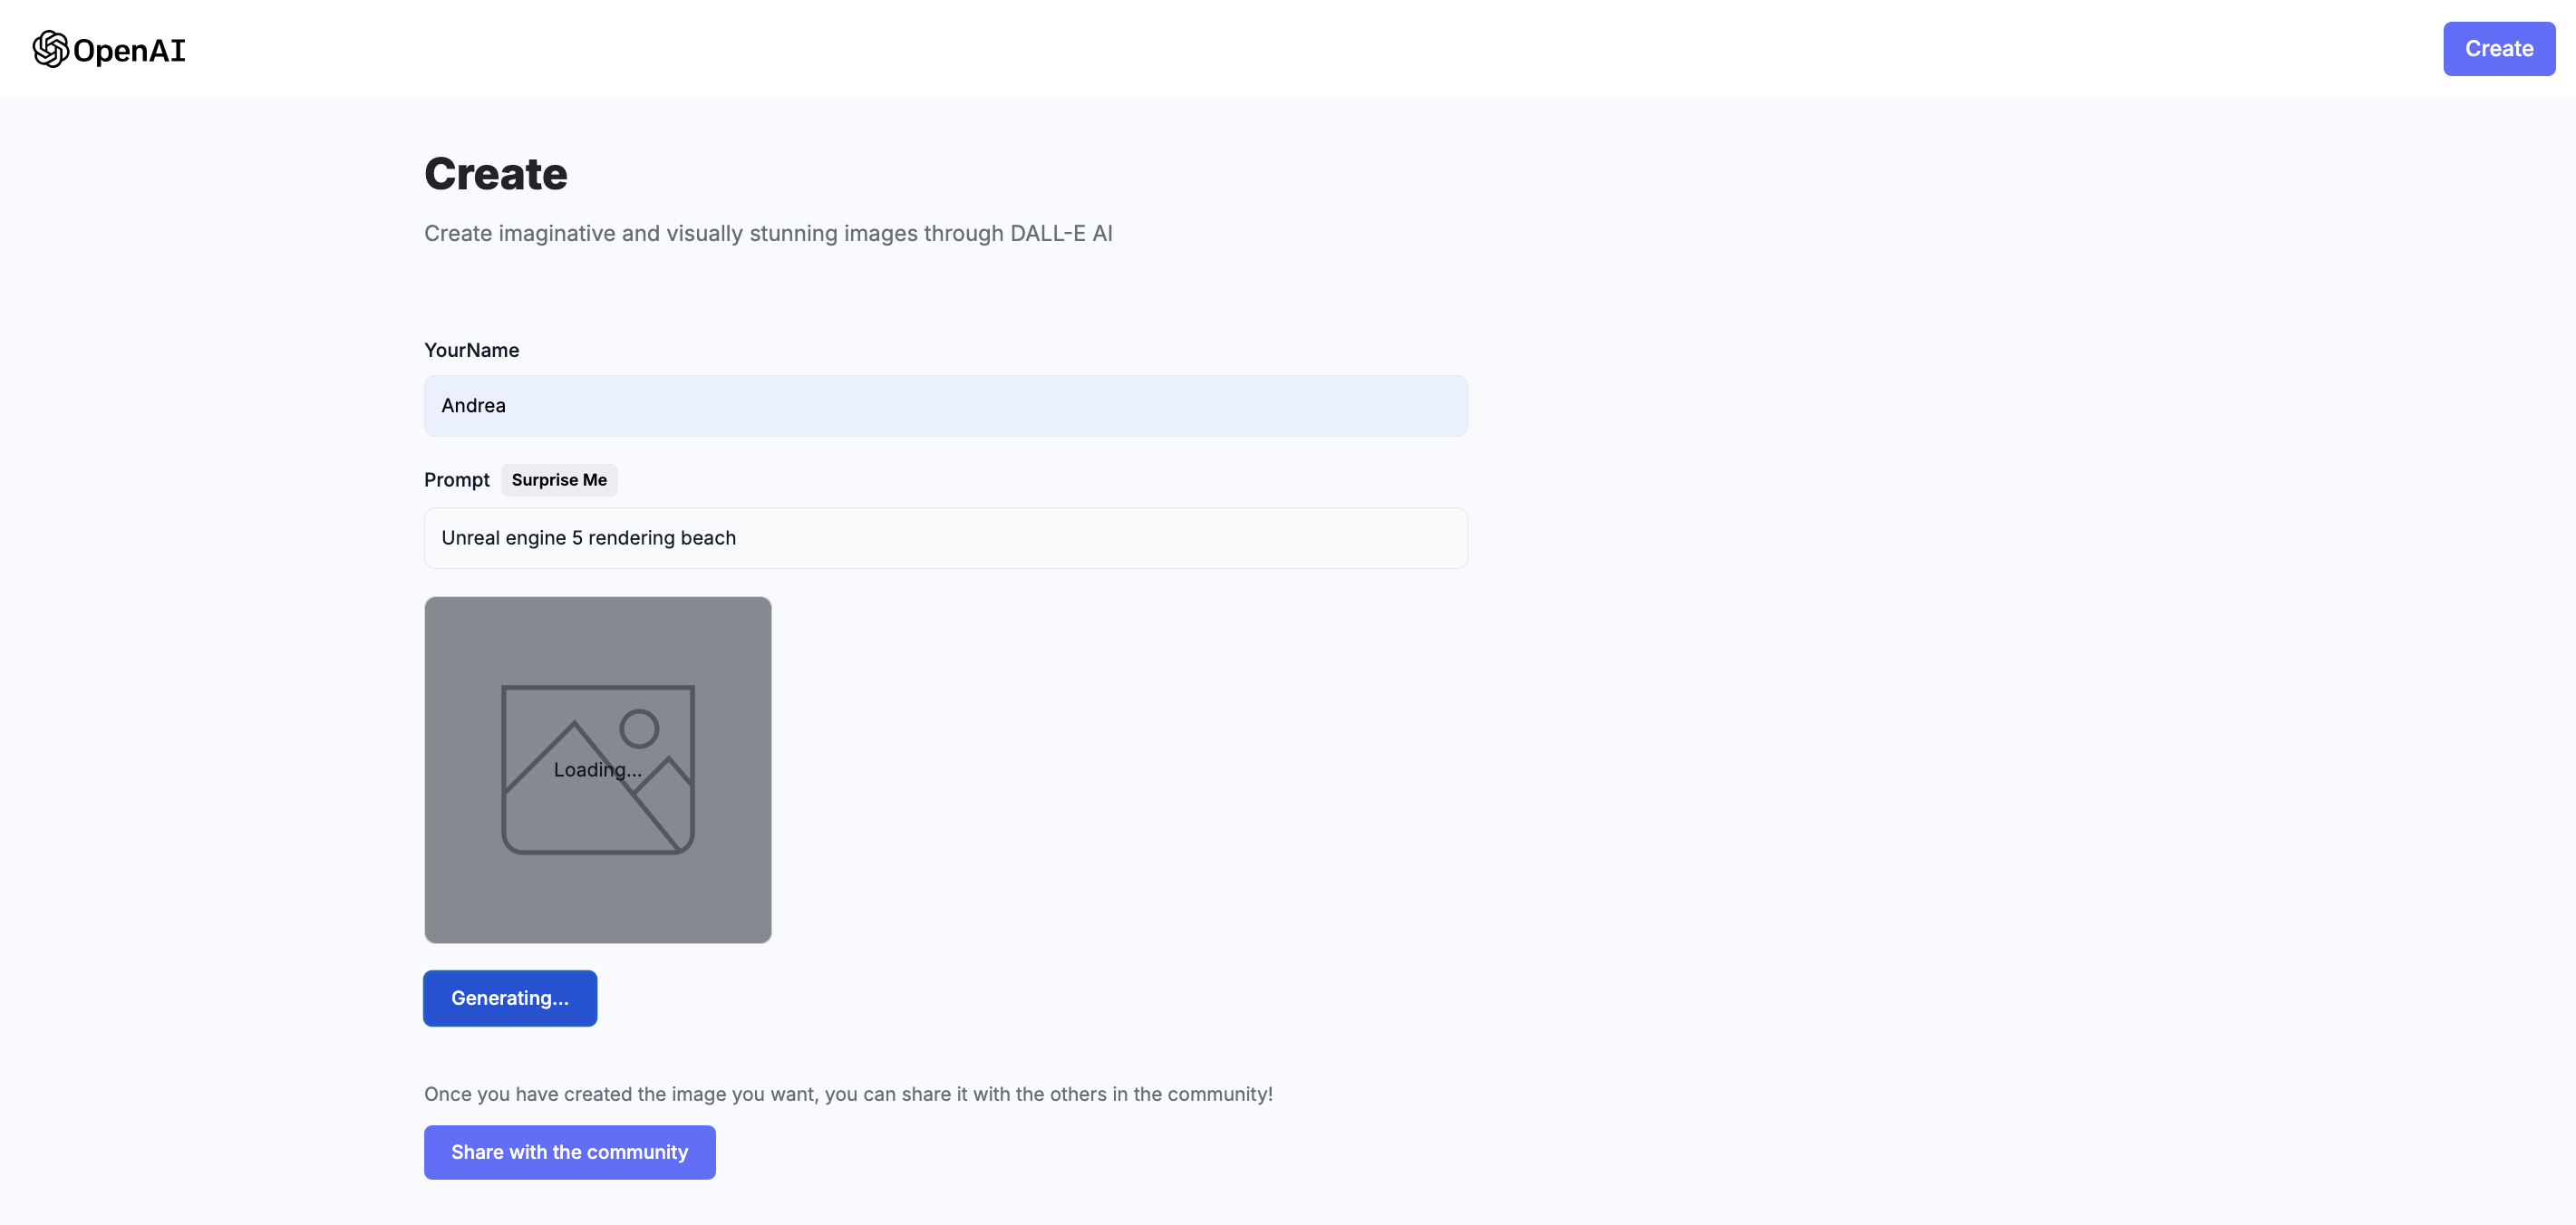 OpenAI
Create
Create
Create imaginative and visually stunning images through DALL-E AI
YourName
Andrea
Prompt Surprise Me
Unreal engine 5 rendering beach
Loading...
Generating...
Once you have created the image you want, you can share it with the others in the community!
Share with the community